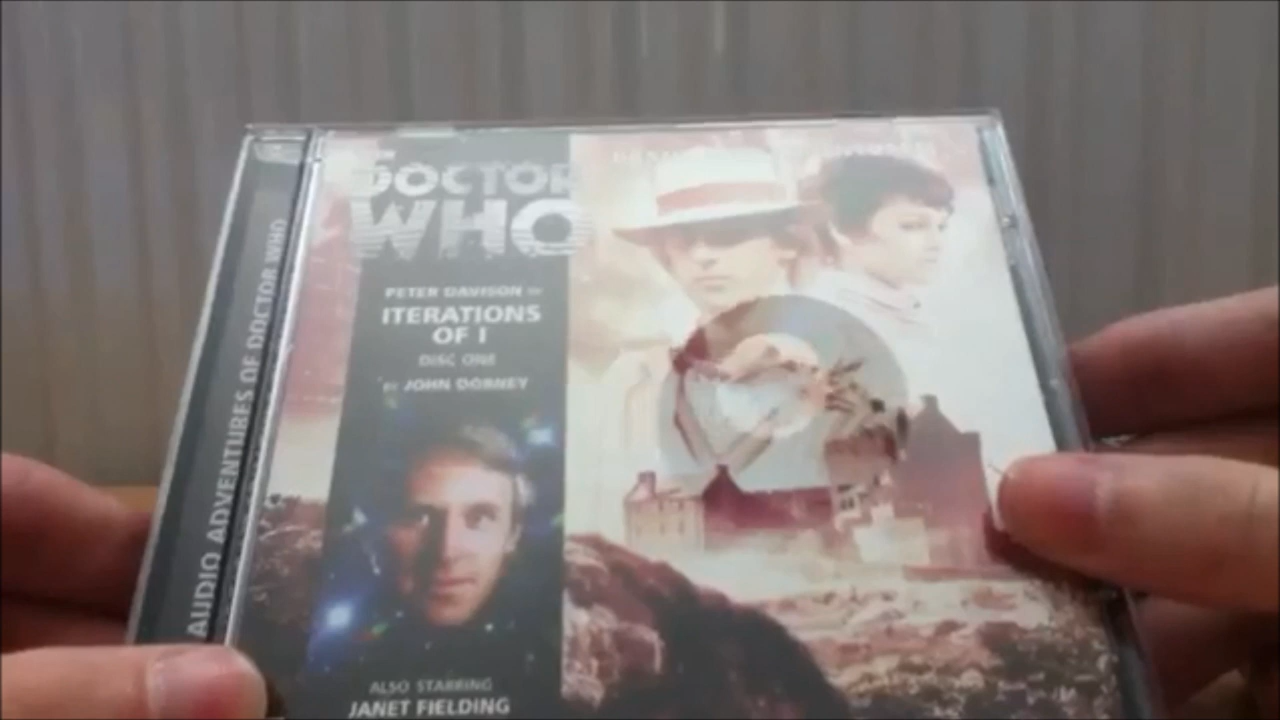 AUDIO ADVENTURES OF DOCTOR WHO
DOCTOR
WHO
PETER DAVISON IN
ITERATIONS
OF I
DISC ONE
BY JOHN DORNEY
ALSO STARRING
JANET FIELDING